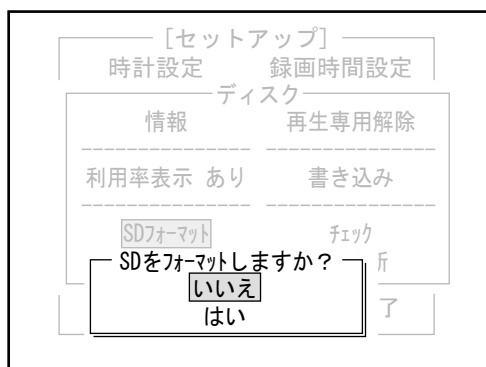 [セットアップ]
時計設定 録画時間設定
ディスク
情報 再生専用解除
利用率表示 あり 書き込み
SDフォーマット チェック
SDをフォーマットしますか？ 所
いいえ
はい 了